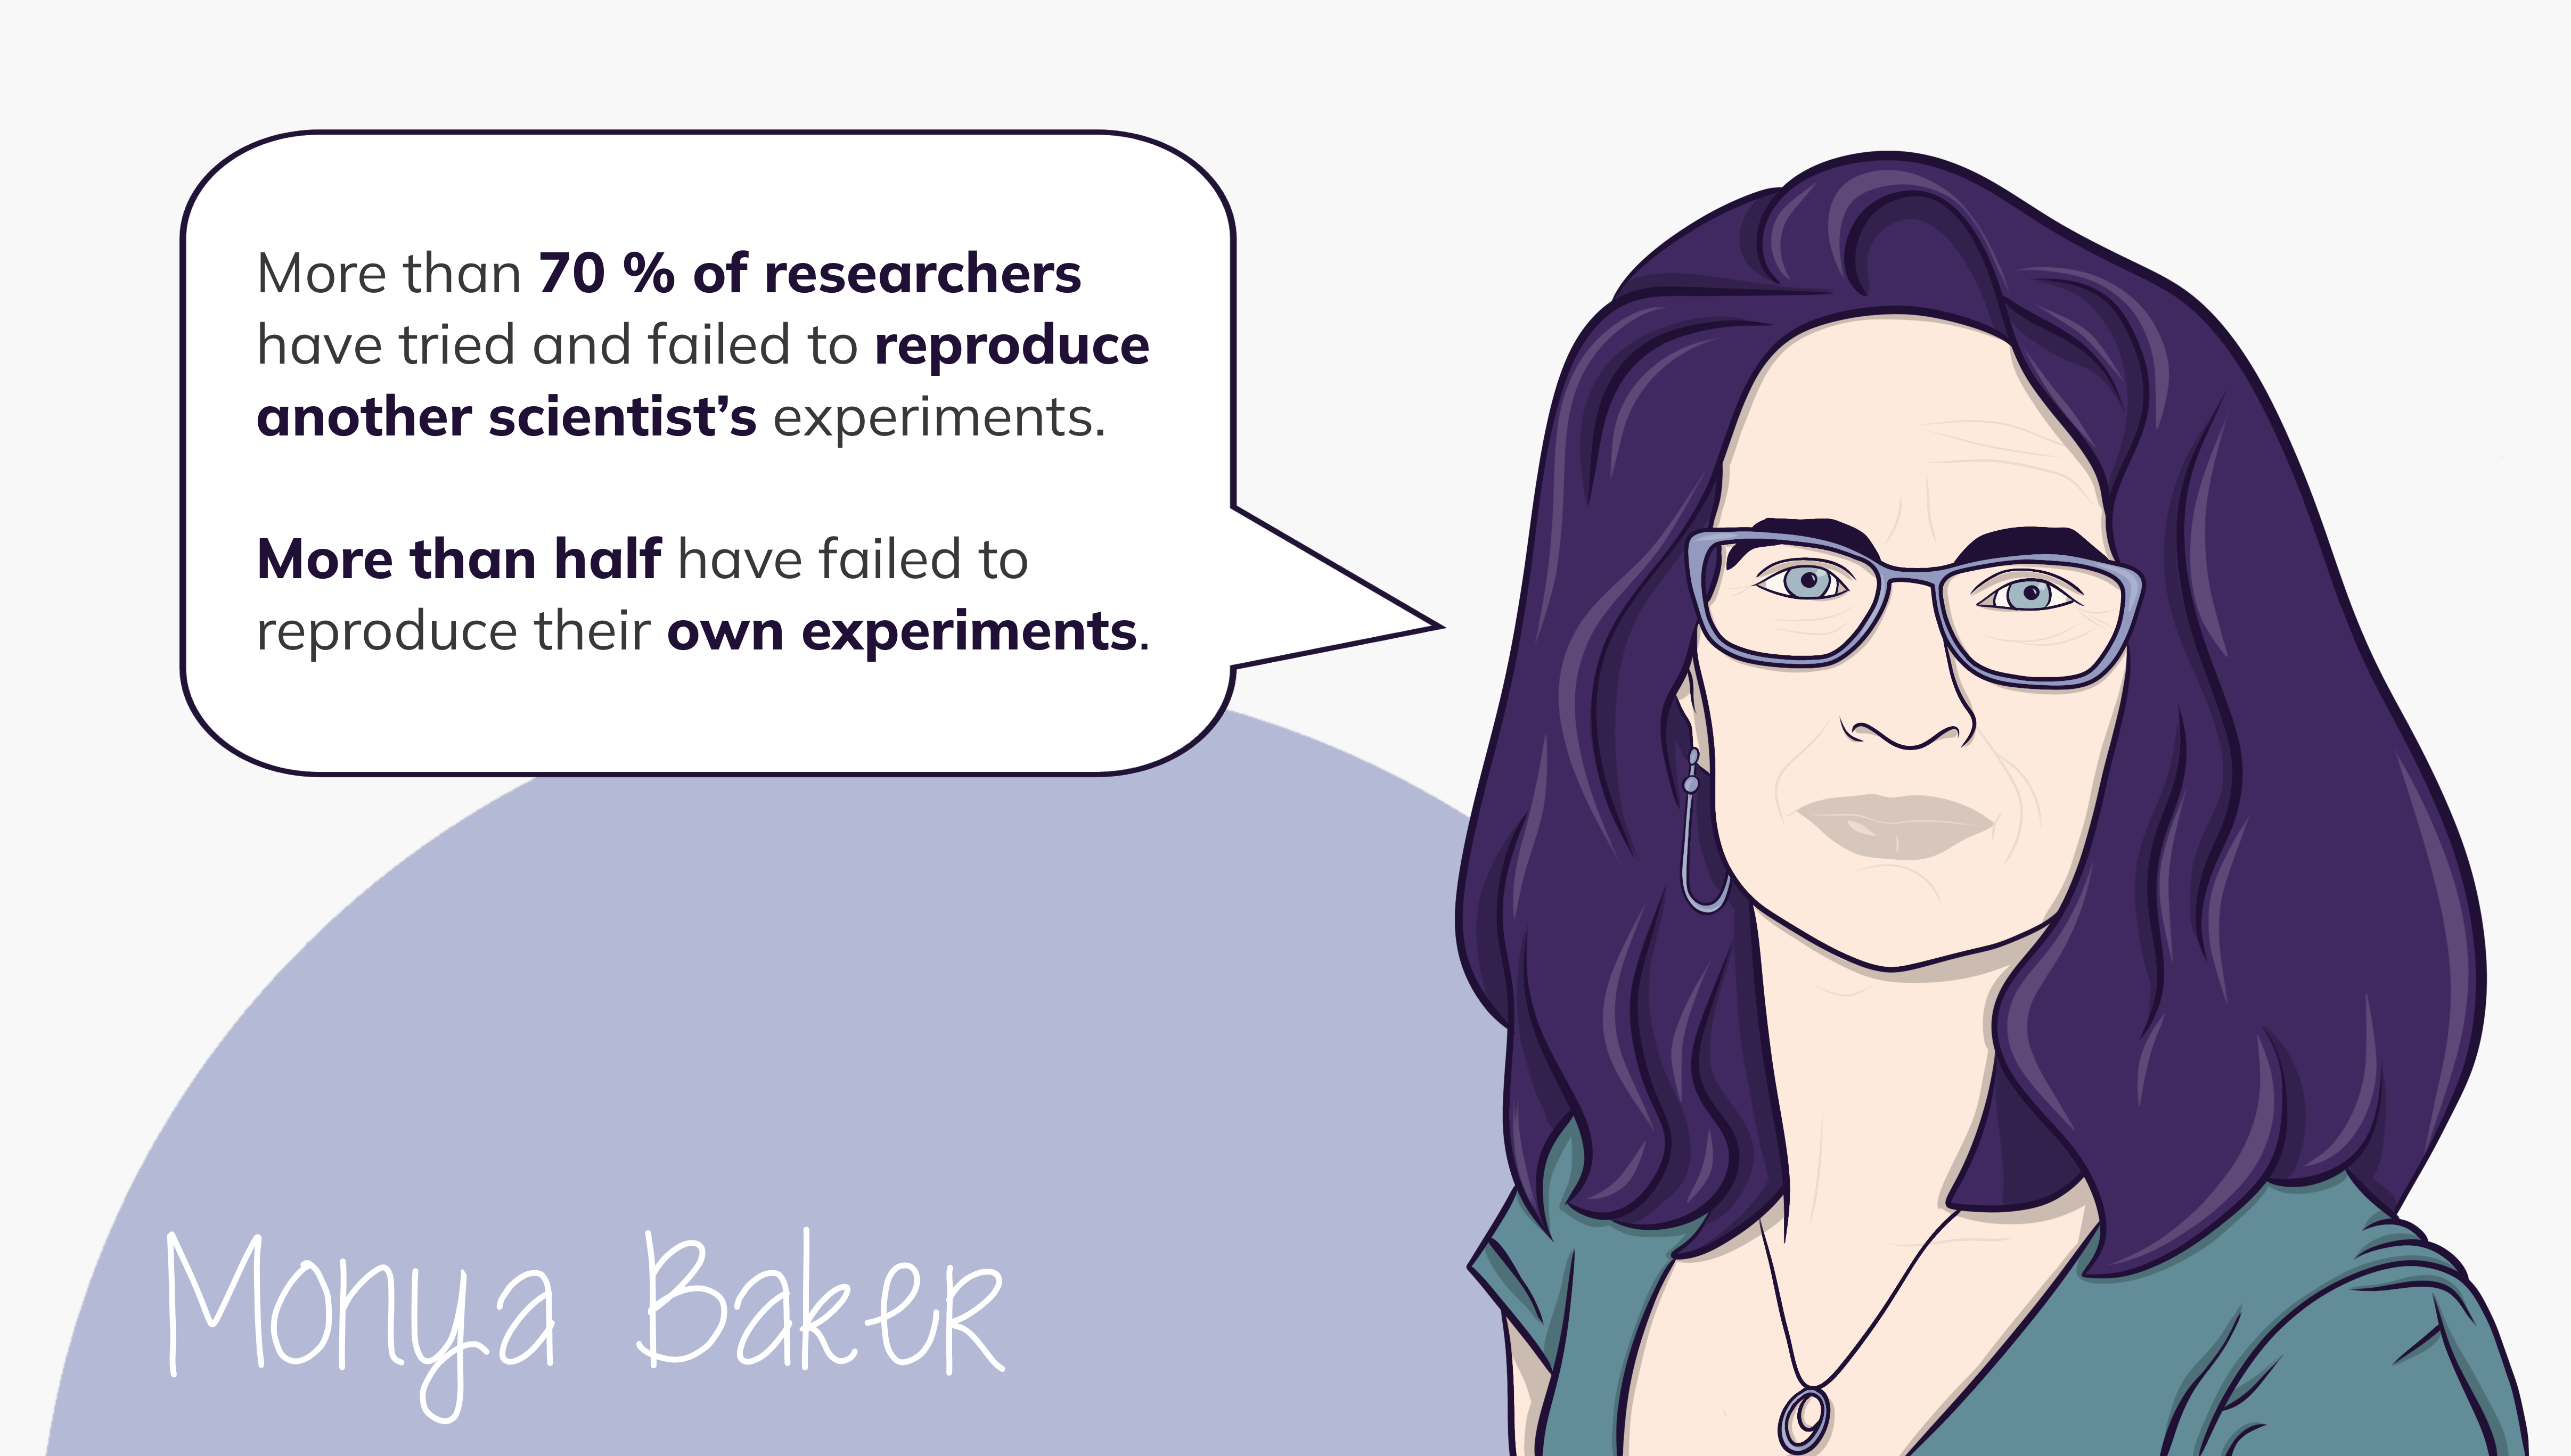 More than 70 % of researchers
have tried and failed to reproduce
another scientist’s experiments.
More than half have failed to
reproduce their own experiments.
Monya Baker